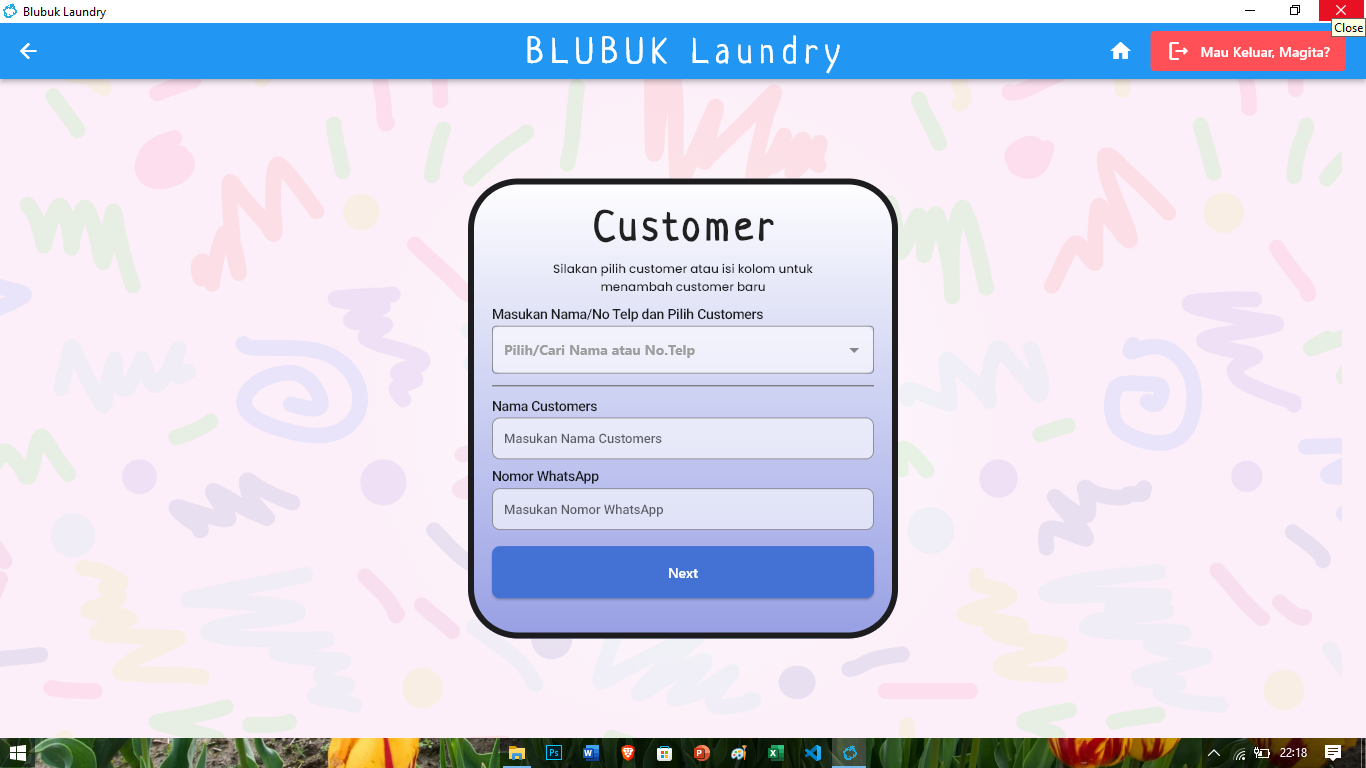 Blubuk Laundry
Close
BLUBUK Laundry
Mau Keluar, Magita?
Customer
Silakan pilih customer atau isi kolom untuk
menambah customer baru
Masukan Nama/No Telp dan Pilih Customers
Pilih/Cari Nama atau No.Telp
Nama Customers
Masukan Nama Customers
Nomor WhatsApp
Masukan Nomor WhatsApp
Next
22:18